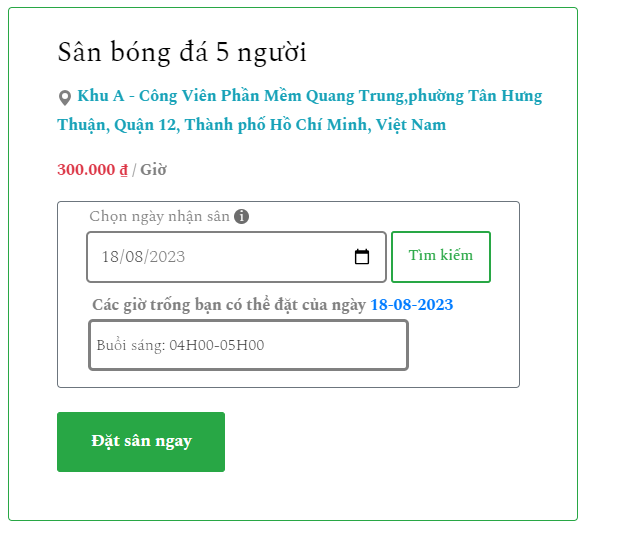 Sân bóng đá 5 người
Khu A - Công Viên Phần Mềm Quang Trung,phường Tân Hưng
Thuận, Quận 12, Thành phố Hồ Chí Minh, Việt Nam
300.000 ₫ / Giờ
Chọn ngày nhận sân
18/08/2023
Tìm kiếm
Các giờ trống bạn có thể đặt của ngày 18-08-2023
Buổi sáng: 04H00-05H00
Đặt sân ngay